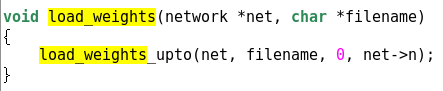 void load_weights(network *net, char *filename)
{
    load_weights_upto(net, filename, 0, net->n);
}